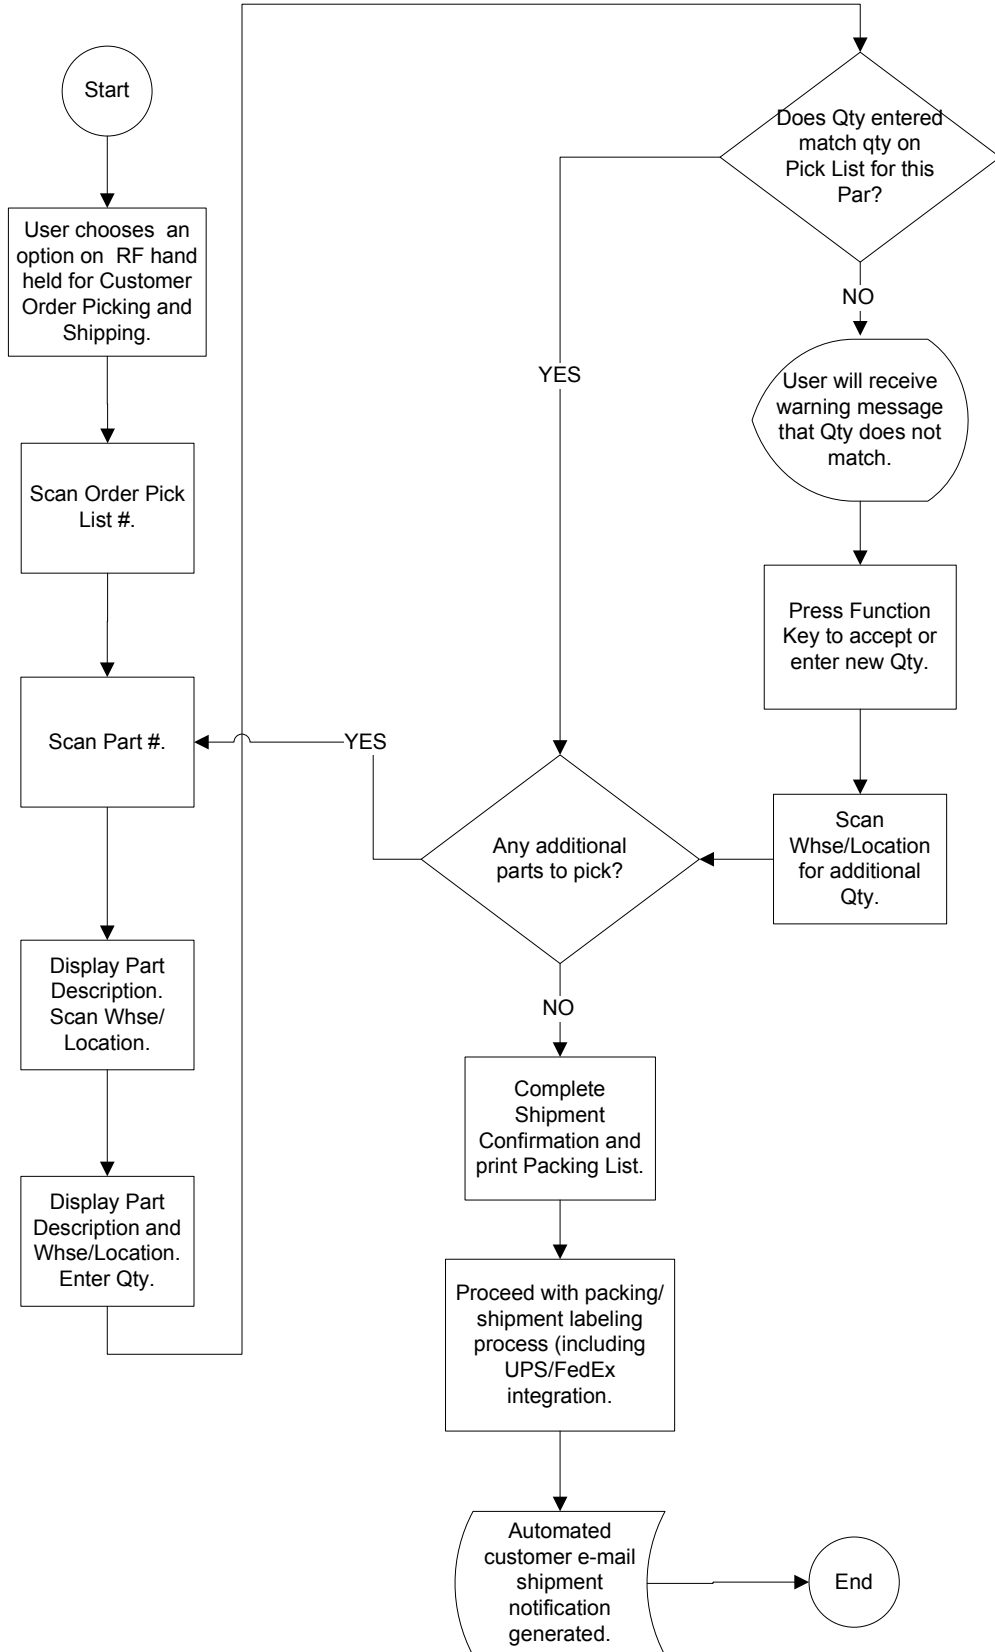 Start
User chooses an
option on RF hand
held for Customer
Order Picking and
Shipping.
Scan Order Pick
List #.
Scan Part #.
Display Part
Description.
Scan Whse/
Location.
Display Part
Description and
Whse/Location.
Enter Qty.
Does Qty entered
match qty on
Pick List for this
Par?
NO
YES
User will receive
warning message
that Qty does not
match.
Press Function
Key to accept or
enter new Qty.
Scan
Whse/Location
for additional
Qty.
Any additional
parts to pick?
YES
NO
Complete
Shipment
Confirmation and
print Packing List.
Proceed with packing/
shipment labeling
process (including
UPS/FedEx
integration.
Automated
customer e-mail
shipment
notification
generated.
End